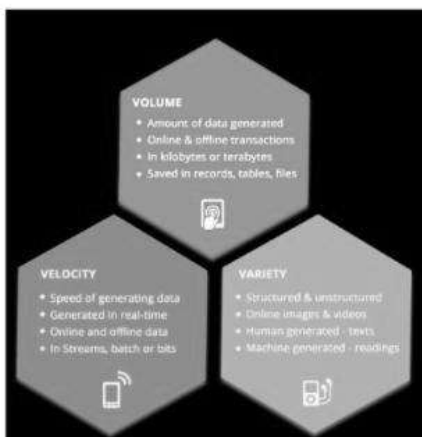 VOLUME
• Amount of data generated
• Online & offline transactions
• In kilobytes or terabytes
• Saved in records, tables, files
VELOCITY
• Speed of generating data
• Generated in real-time
• Online and offline data
• In Streams, batch or bits
VARIETY
• Structured & unstructured
• Online images & videos
• Human generated - texts
• Machine generated - readings